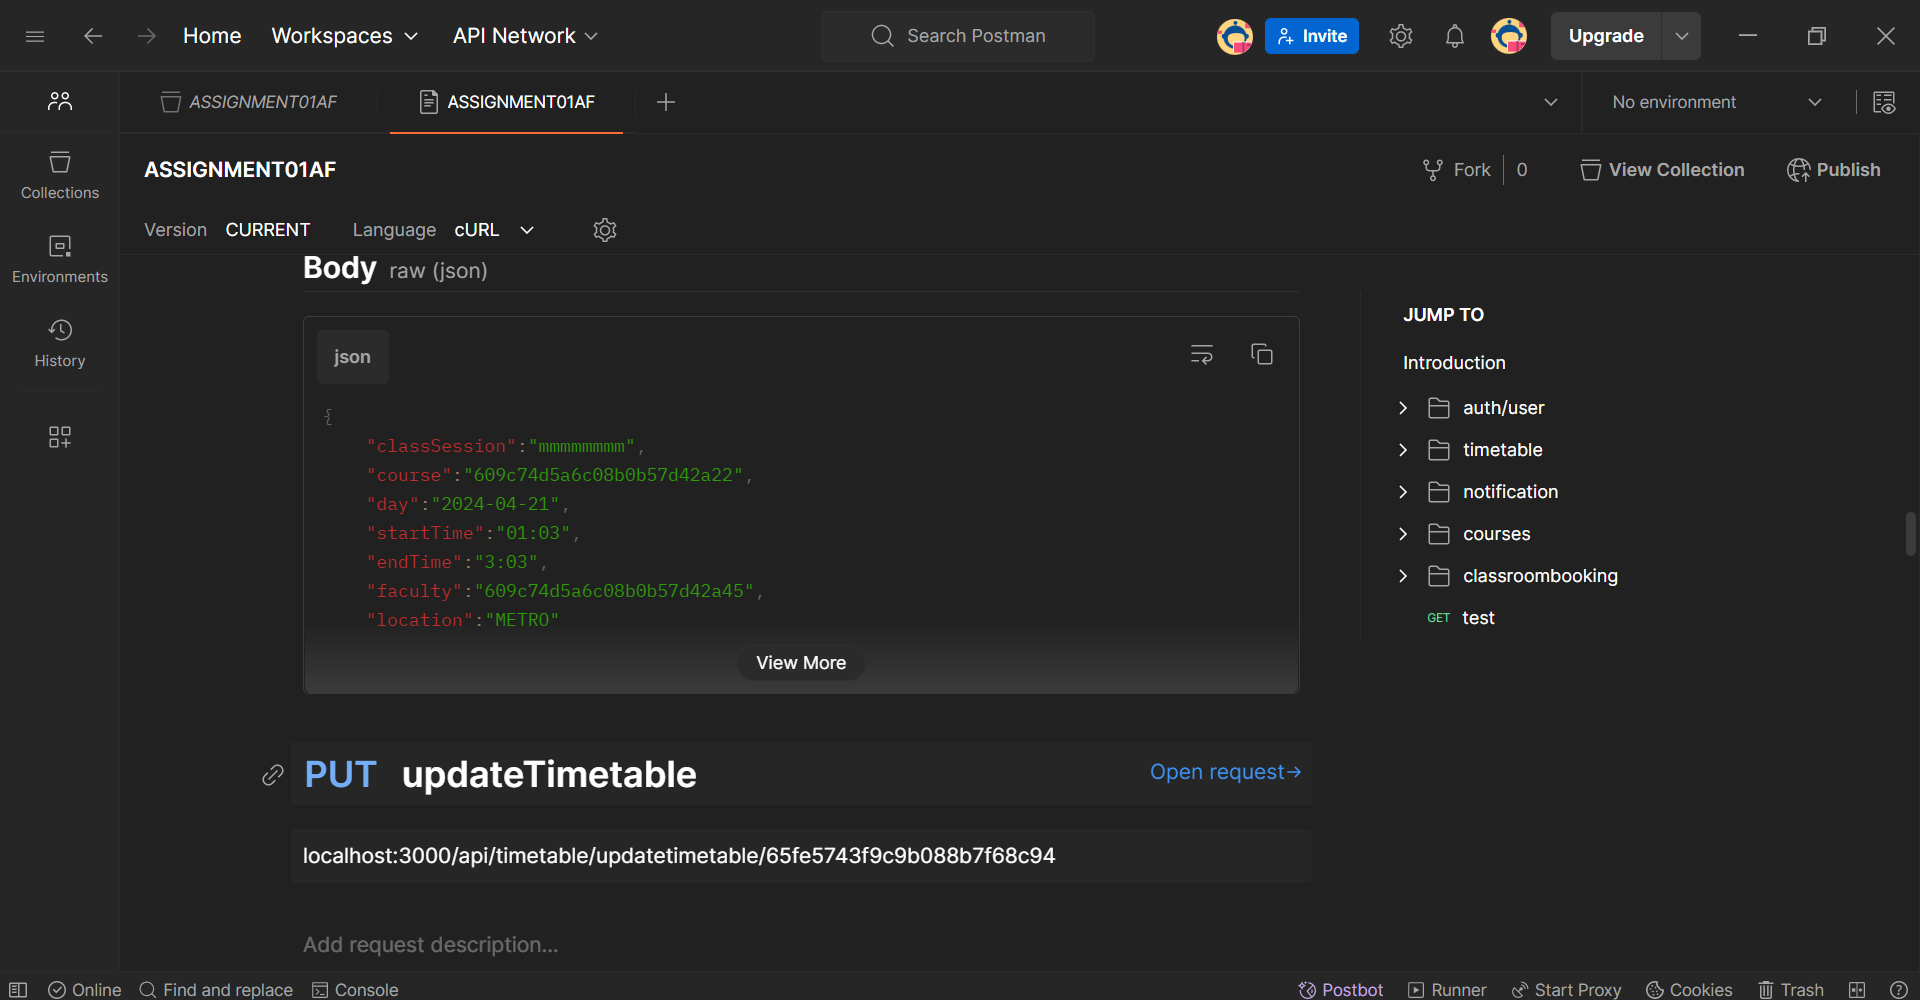 Home Workspaces API Network Search Postman Invite Upgrade
ASSIGNMENT01AF ASSIGNMENT01AF No environment
ASSIGNMENT01AF Fork 0 View Collection Publish
Collections
Version CURRENT Language cURL
Environments
History
Body raw (json)
json
{
"classSession":"mmmmmmmm",
"course":"609c74d5a6c08b0b57d42a22",
"day":"2024-04-21",
"startTime":"01:03",
"endTime":"3:03",
"faculty":"609c74d5a6c08b0b57d42a45",
"location":"METRO"
View More
JUMP TO
Introduction
auth/user
timetable
notification
courses
classroombooking
GET test
PUT updateTimetable Open request→
localhost:3000/api/timetable/updatetimetable/65fe5743f9c9b088b7f68c94
Add request description...
Online Find and replace Console Postbot Runner Start Proxy Cookies Trash